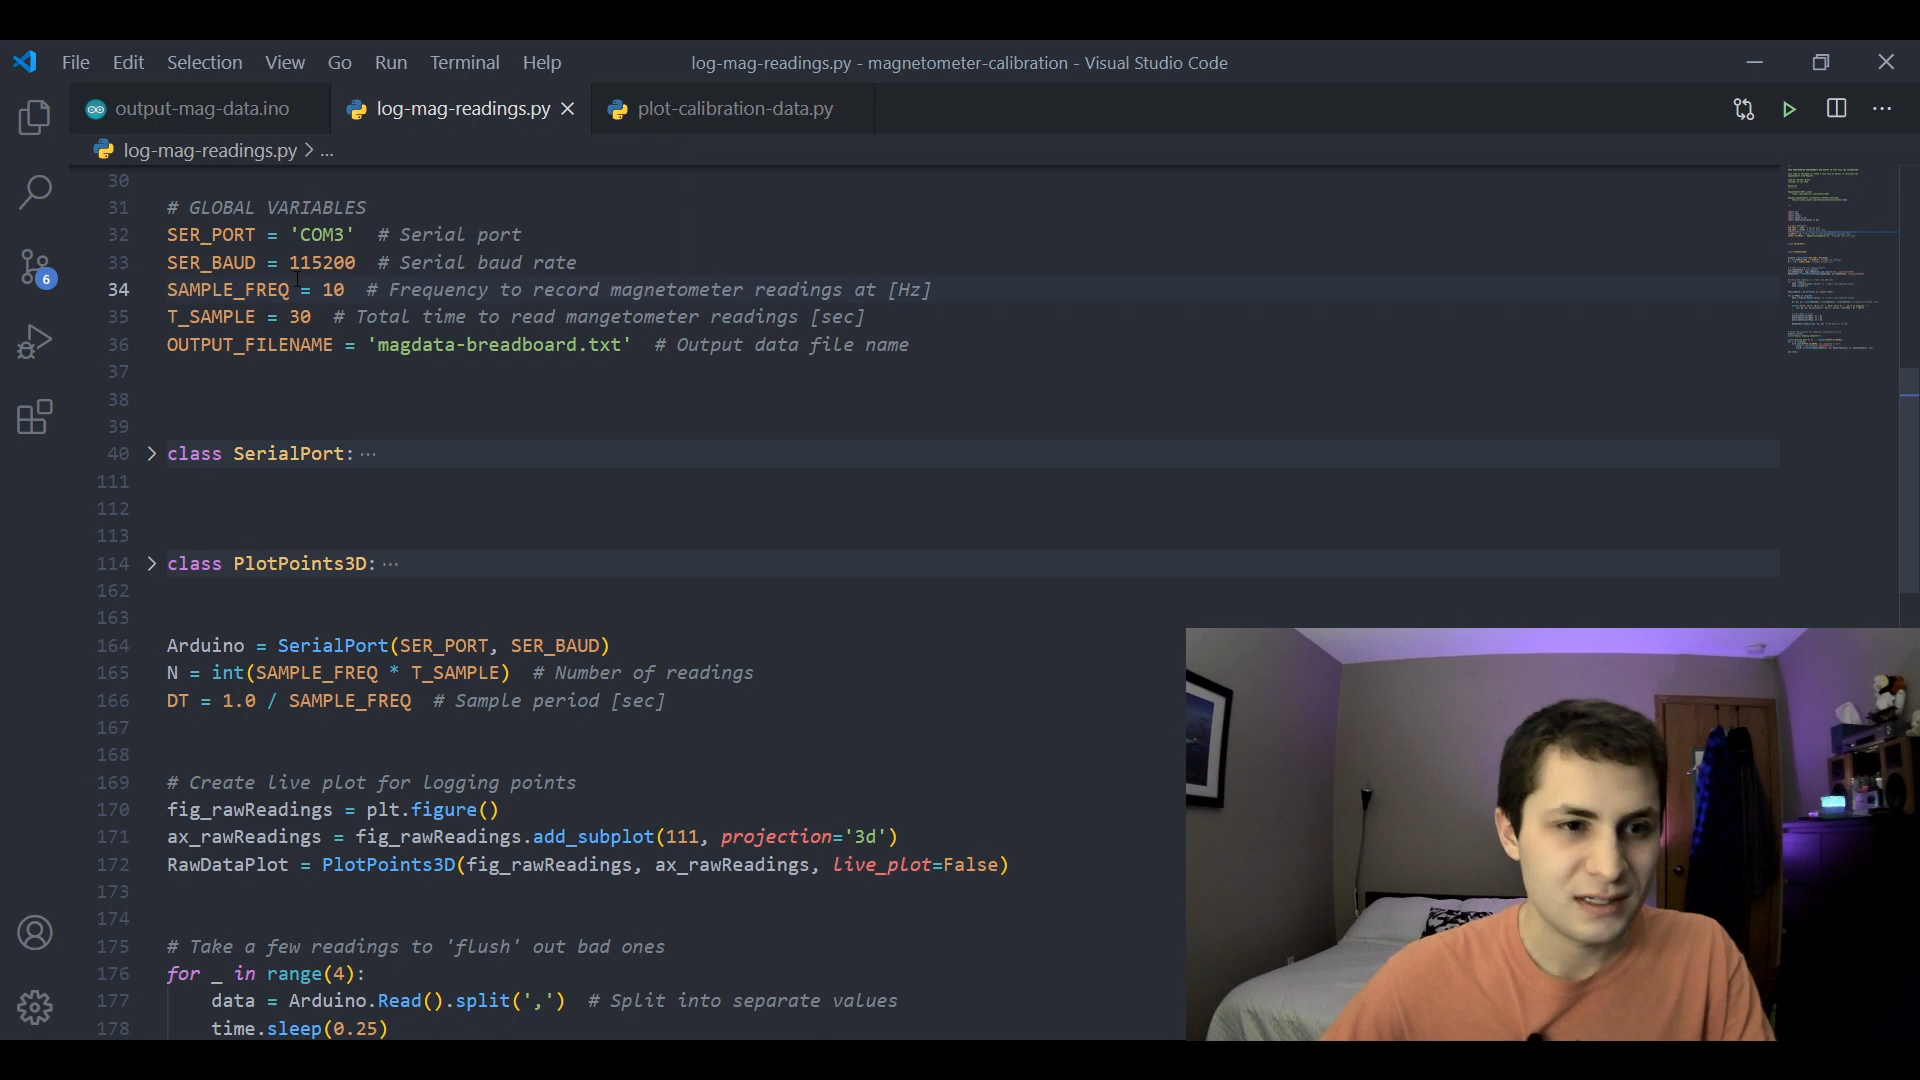 File Edit Selection View Go Run Terminal Help
log-mag-readings.py - magnetometer-calibration - Visual Studio Code
output-mag-data.ino
log-mag-readings.py
plot-calibration-data.py
log-mag-readings.py > ...
30
31 # GLOBAL VARIABLES
32 SER_PORT = 'COM3' # Serial port
33 SER_BAUD = 115200 # Serial baud rate
34 SAMPLE_FREQ = 10 # Frequency to record magnetometer readings at [Hz]
35 T_SAMPLE = 30 # Total time to read mangetometer readings [sec]
36 OUTPUT_FILENAME = 'magdata-breadboard.txt' # Output data file name
37
38
39
40 class SerialPort: ...
111
112
113
114 class PlotPoints3D: ...
162
163
164 Arduino = SerialPort(SER_PORT, SER_BAUD)
165 N = int(SAMPLE_FREQ * T_SAMPLE) # Number of readings
166 DT = 1.0 / SAMPLE_FREQ # Sample period [sec]
167
168
169 # Create live plot for logging points
170 fig_rawReadings = plt.figure()
171 ax_rawReadings = fig_rawReadings.add_subplot(111, projection='3d')
172 RawDataPlot = PlotPoints3D(fig_rawReadings, ax_rawReadings, live_plot=False)
173
174
175 # Take a few readings to 'flush' out bad ones
176 for _ in range(4):
177 data = Arduino.Read().split(',') # Split into separate values
178 time.sleep(0.25)
6